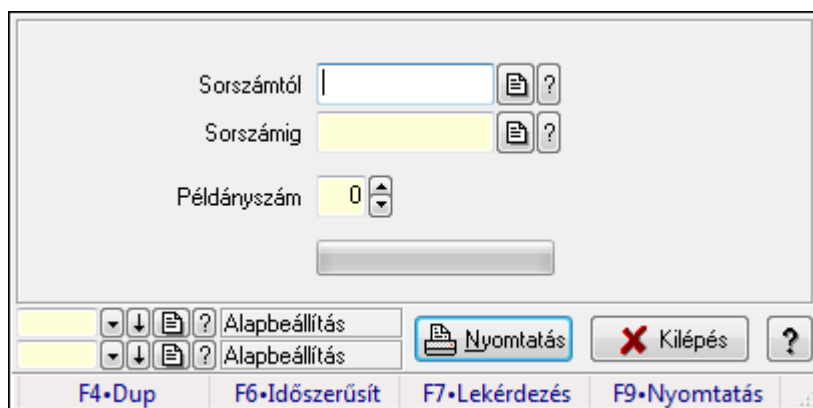 Sorszámtól ?
Sorszámig ?
Példányszám 0
? Alapbeállítás
? Alapbeállítás
Nyomtatás Kilépés ?
F4•Dup F6•Időszerűsít F7•Lekérdezés F9•Nyomtatás